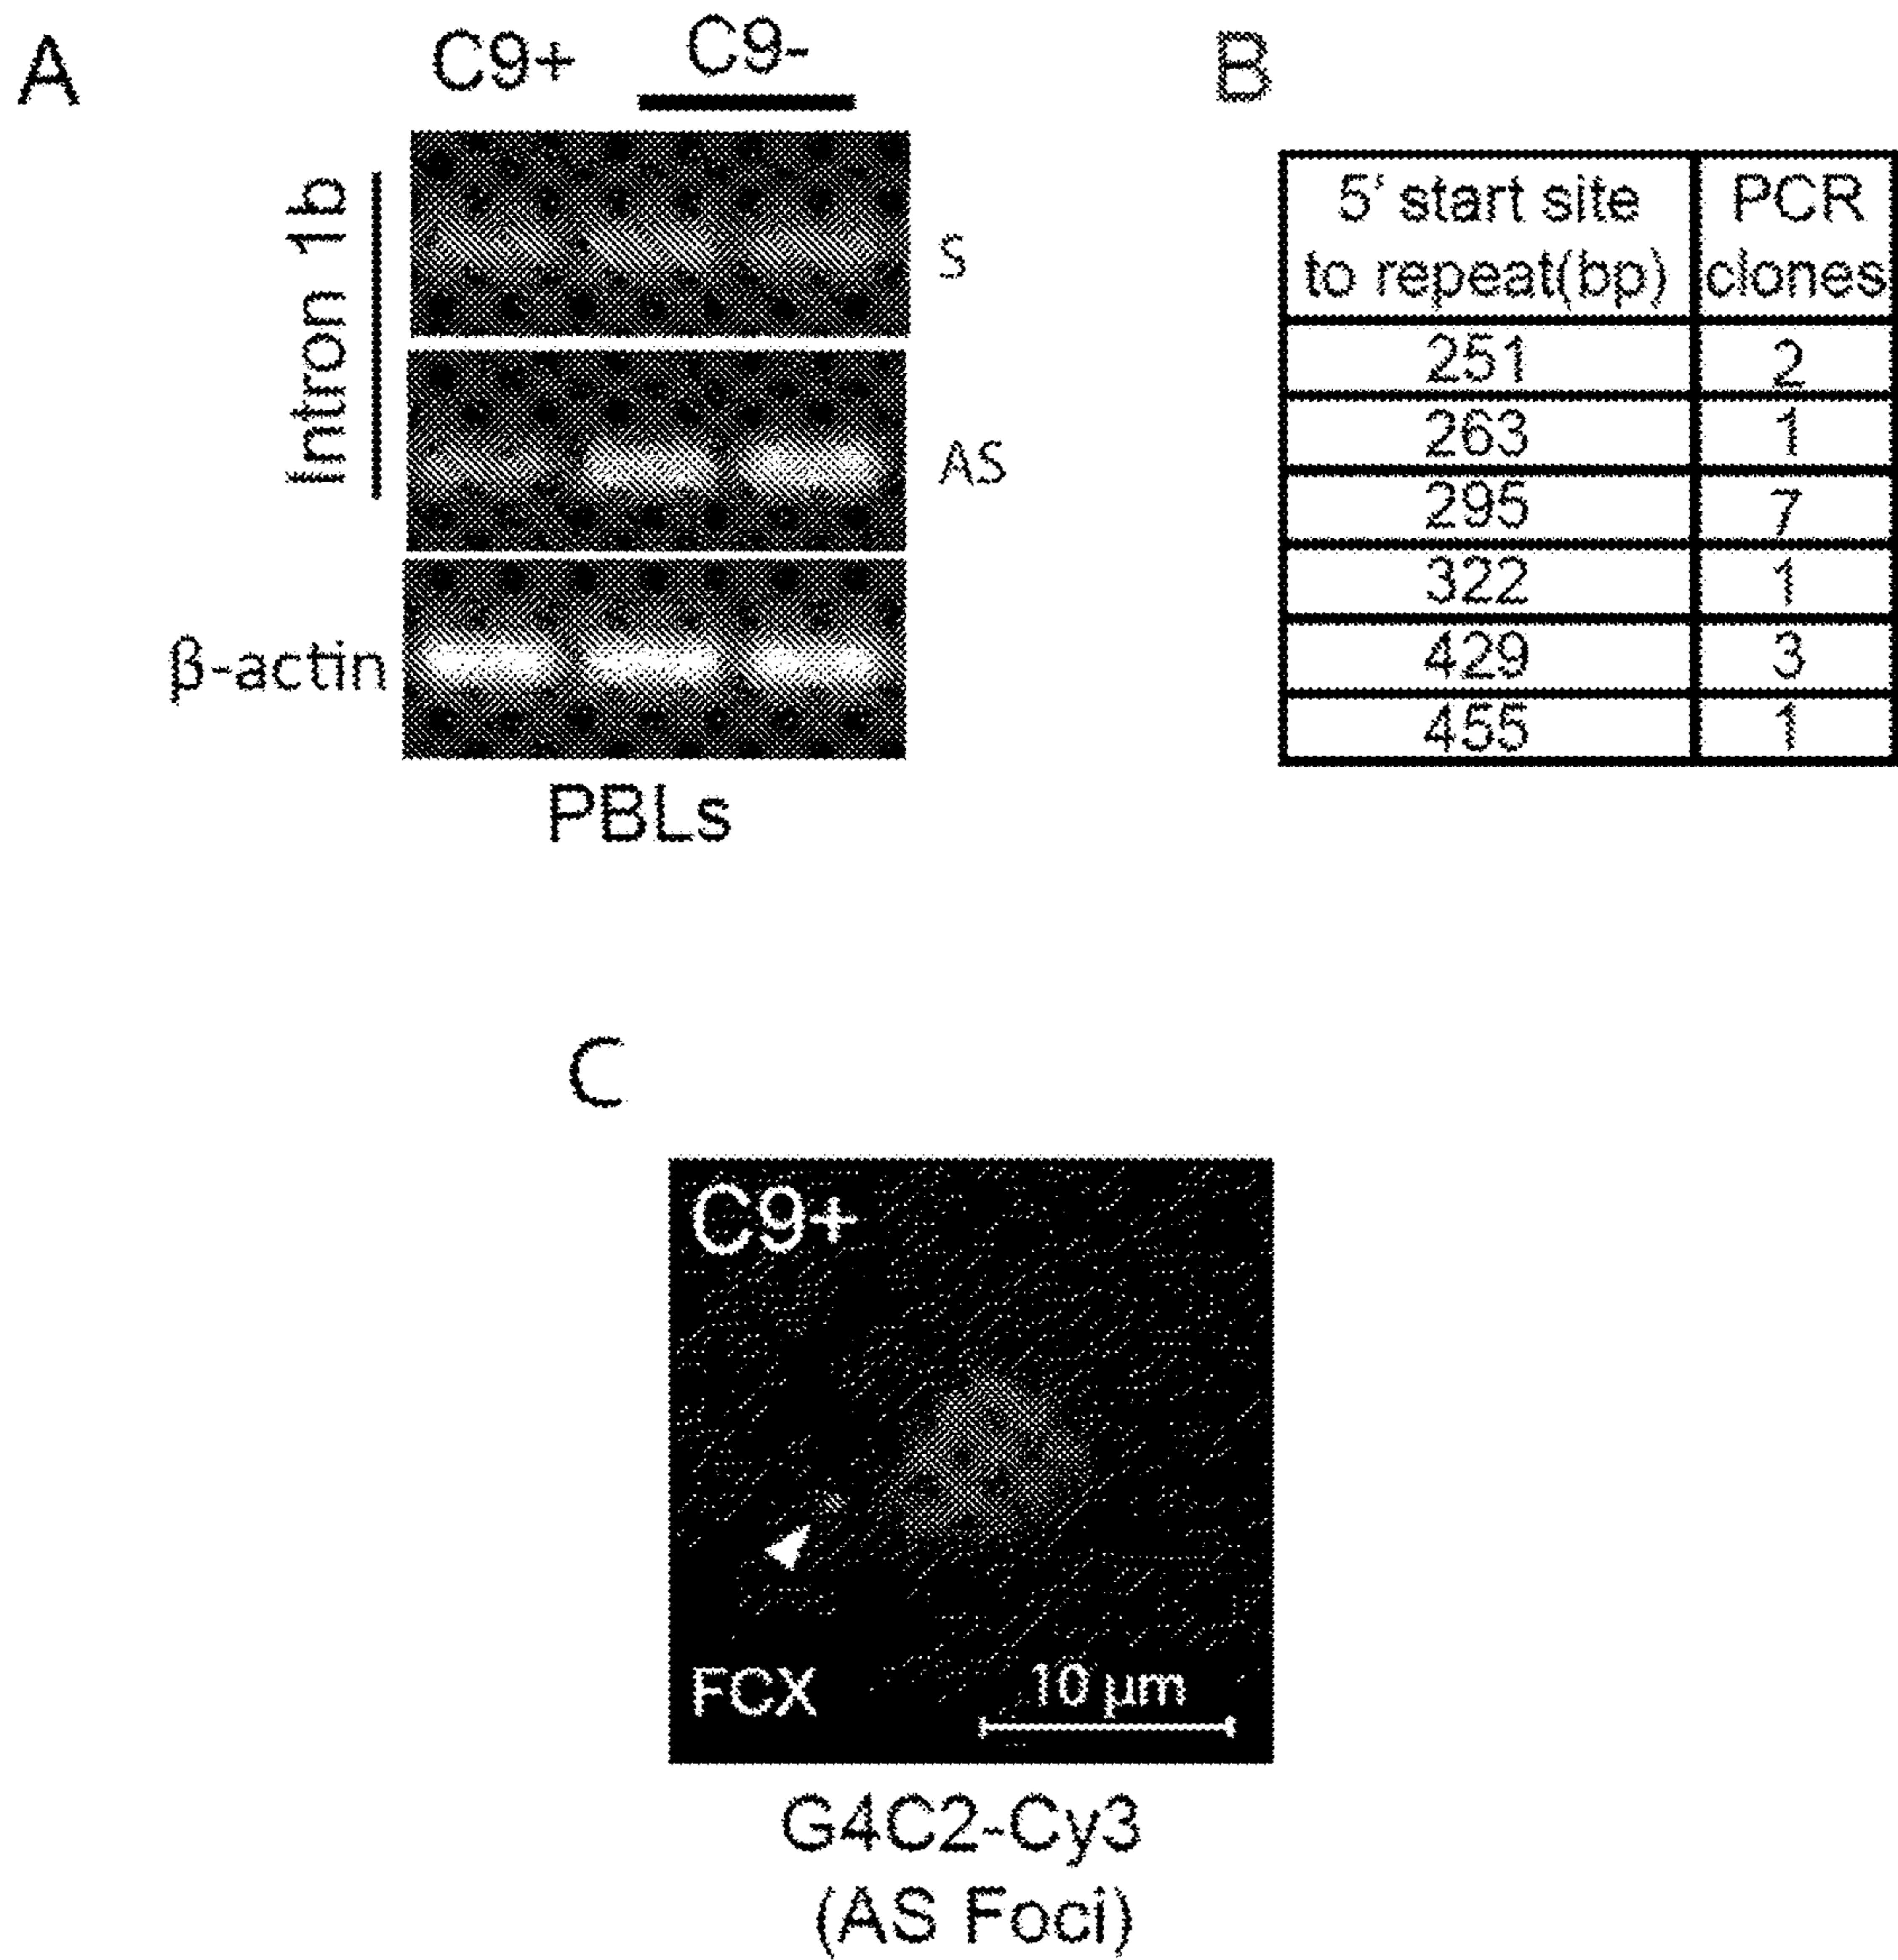 A
C9+ C9-
Intron 1b
S
AS
β-actin
PBLs
B
5' start site to repeat(bp) PCR clones
251 2
263 1
295 7
322 1
429 3
455 1
C
C9+
FCX
10 μm
G4C2-Cy3
(AS Foci)